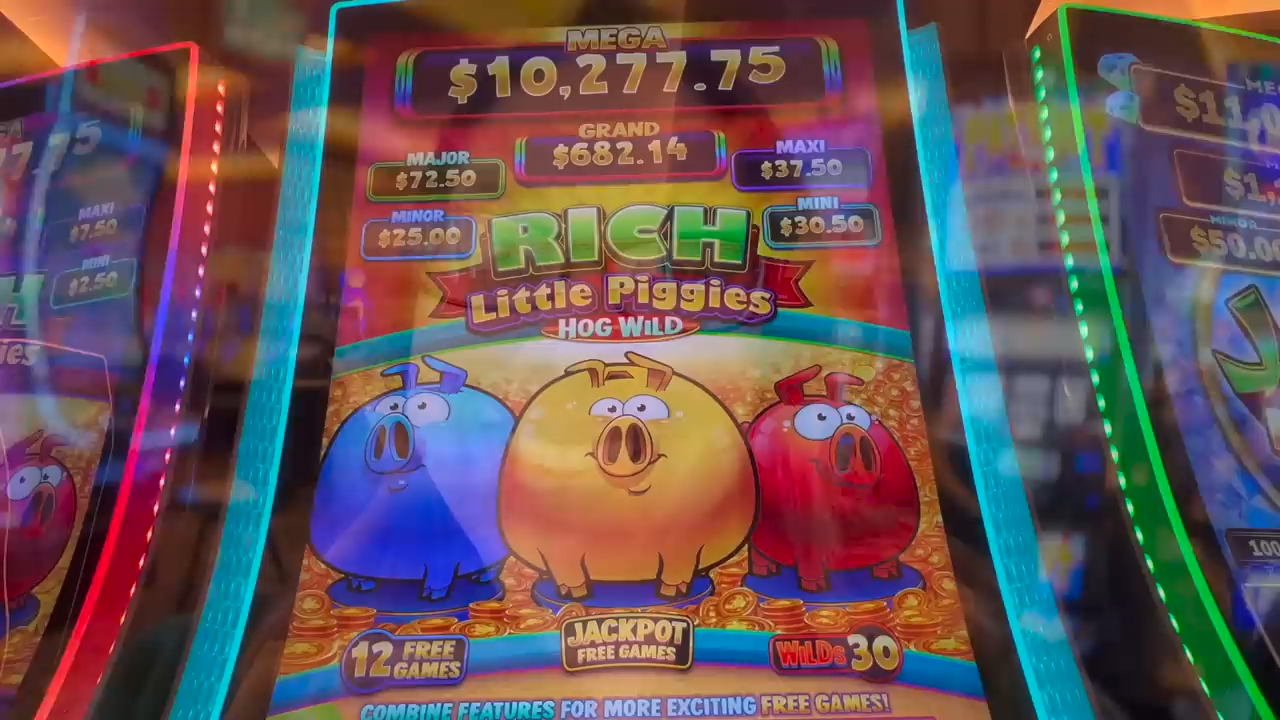 MEGA
$10,277.75
GRAND
$682.14
MAJOR
$72.50
MAXI
$37.50
MINOR
$25.00
MINI
$30.50
RICH
Little Piggies
HOG WILD
12 FREE GAMES
JACKPOT
FREE GAMES
WILDS 30
COMBINE FEATURES FOR MORE EXCITING FREE GAMES!
MAXI
$7.50
MINI
$2.50
MINOR
$50.00